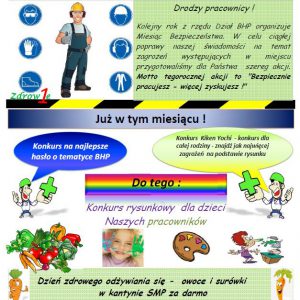 Drodzy pracownicy !
Kolejny rok z rzędu Dział BHP organizuje
Miesiąc Bezpieczeństwa. W celu ciągłej
poprawy naszej świadomości na temat
zagrożeń występujących w miejscu
przygotowaliśmy dla Państwa szereg akcji.
Motto tegorocznej akcji to "Bezpiecznie
pracujesz - więcej zyskujesz !"
Zdrow1e
Już w tym miesiącu !
Konkurs na najlepsze
hasło o tematyce BHP
Konkurs Kiken Yochi - konkurs dla
całej rodziny - znajdź jak najwięcej
zagrożeń na podstawie rysunku
Do tego :
Konkurs rysunkowy dla dzieci
Naszych pracowników
Dzień zdrowego odżywiania się - owoce i surówki
w kantynie SMP za darmo